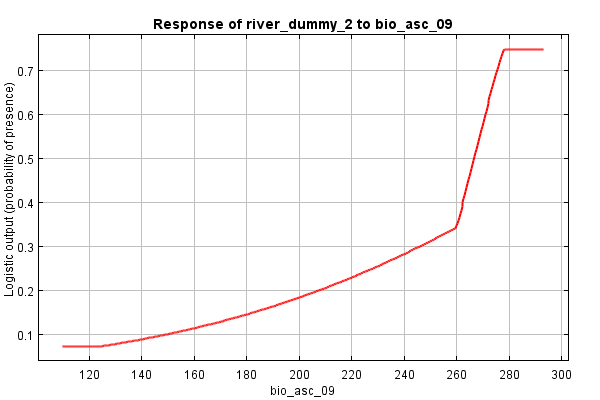 Response of river_dummy_2 to bio_asc_09
Logistic output (probability of presence)
0.7
0.6
0.5
0.4
0.3
0.2
0.1
120 140 160 180 200 220 240 260 280 300
bio_asc_09